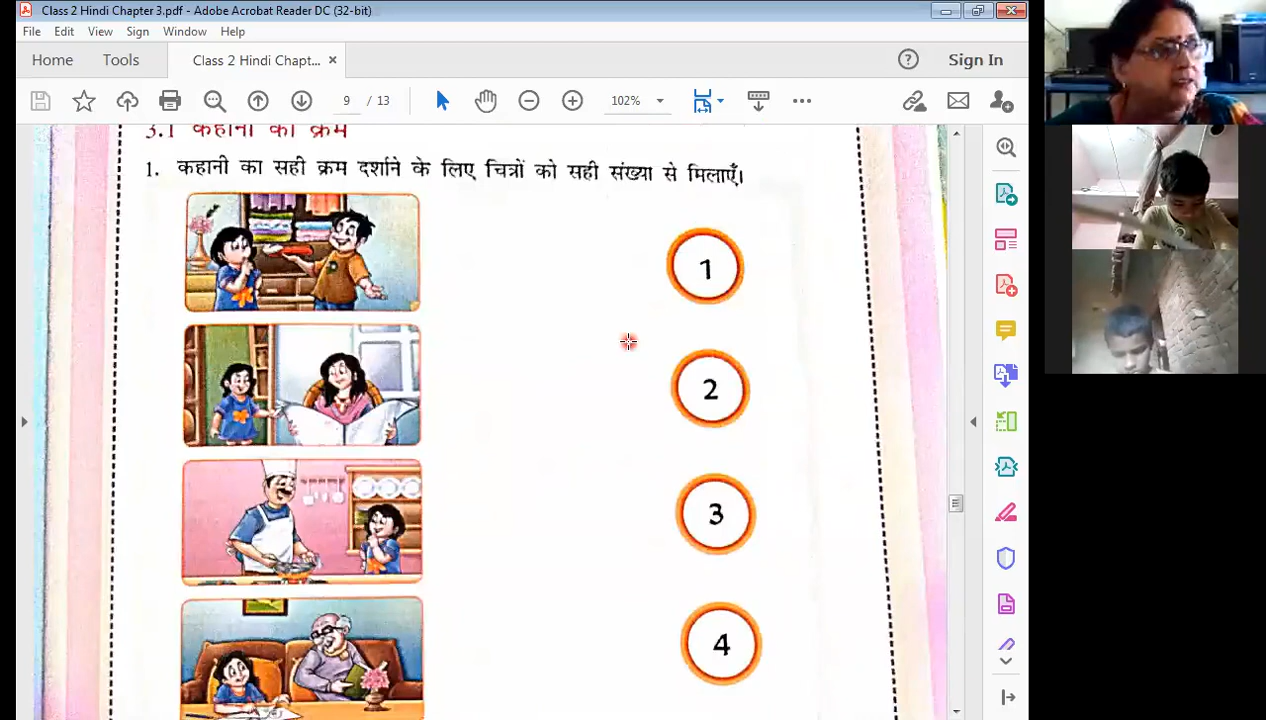 Class 2 Hindi Chapter 3.pdf - Adobe Acrobat Reader DC (32-bit)
File Edit View Sign Window Help
Home Tools Class 2 Hindi Chapt... × Sign In
9 / 13 102%
3.1 कहानी का क्रम
1. कहानी का सही क्रम दर्शाने के लिए चित्रों को सही संख्या से मिलाएँ।
1
2
3
4